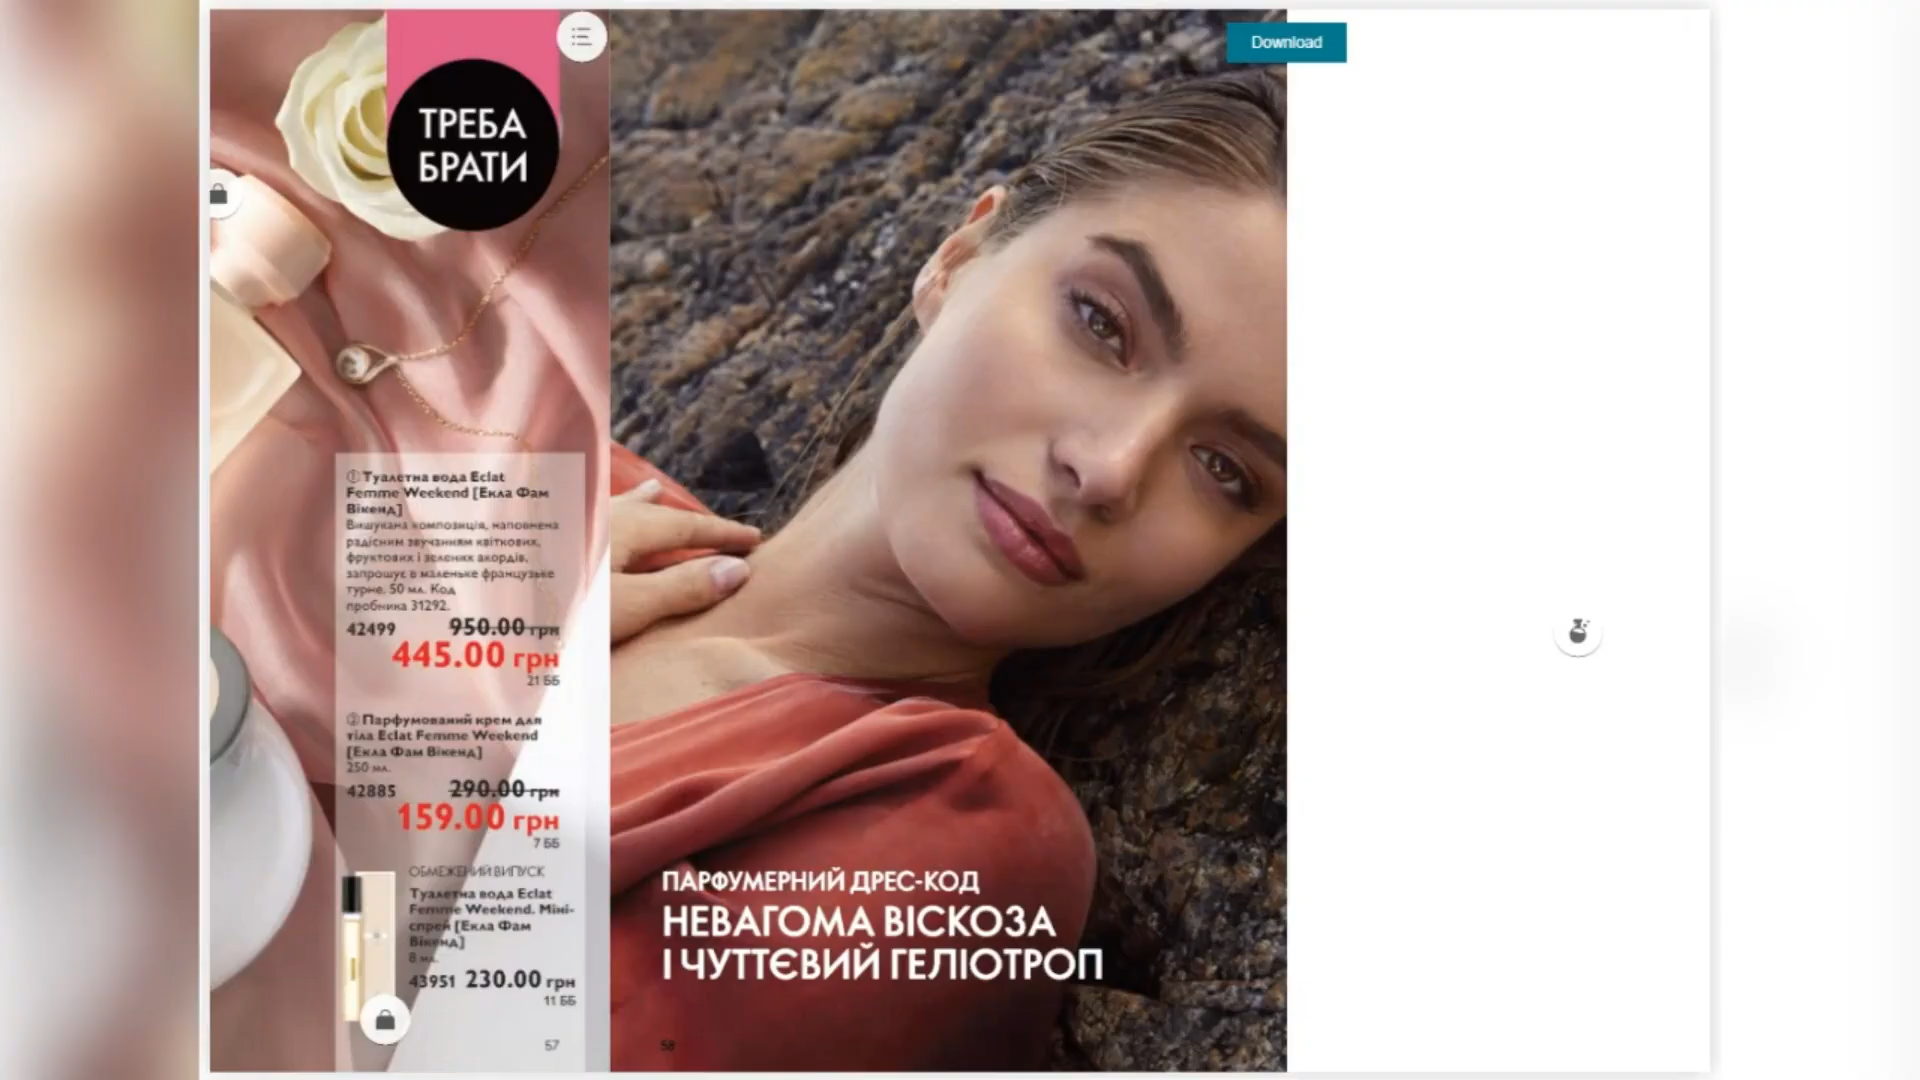 ТРЕБА
БРАТИ
Download
① Туалетна вода Eclat
Femme Weekend [Екла Фам
Вікенд]
Вишукана композиція, наповнена
радісним звучанням квіткових,
фруктових і зелених акордів,
запрошує в маленьке французьке
турне. 50 мл. Код
пробника 31292.
42499 950.00 грн
445.00 грн
21 ББ
② Парфумований крем для
тіла Eclat Femme Weekend
[Екла Фам Вікенд]
250 мл.
42885 290.00 грн
159.00 грн
7 ББ
ОБМЕЖЕНИЙ ВИПУСК
Туалетна вода Eclat
Femme Weekend. Міні-
спрей [Екла Фам
Вікенд]
8 мл.
43951 230.00 грн
11 ББ
57
ПАРФУМЕРНИЙ ДРЕС-КОД
НЕВАГОМА ВІСКОЗА
І ЧУТТЄВИЙ ГЕЛІОТРОП
58